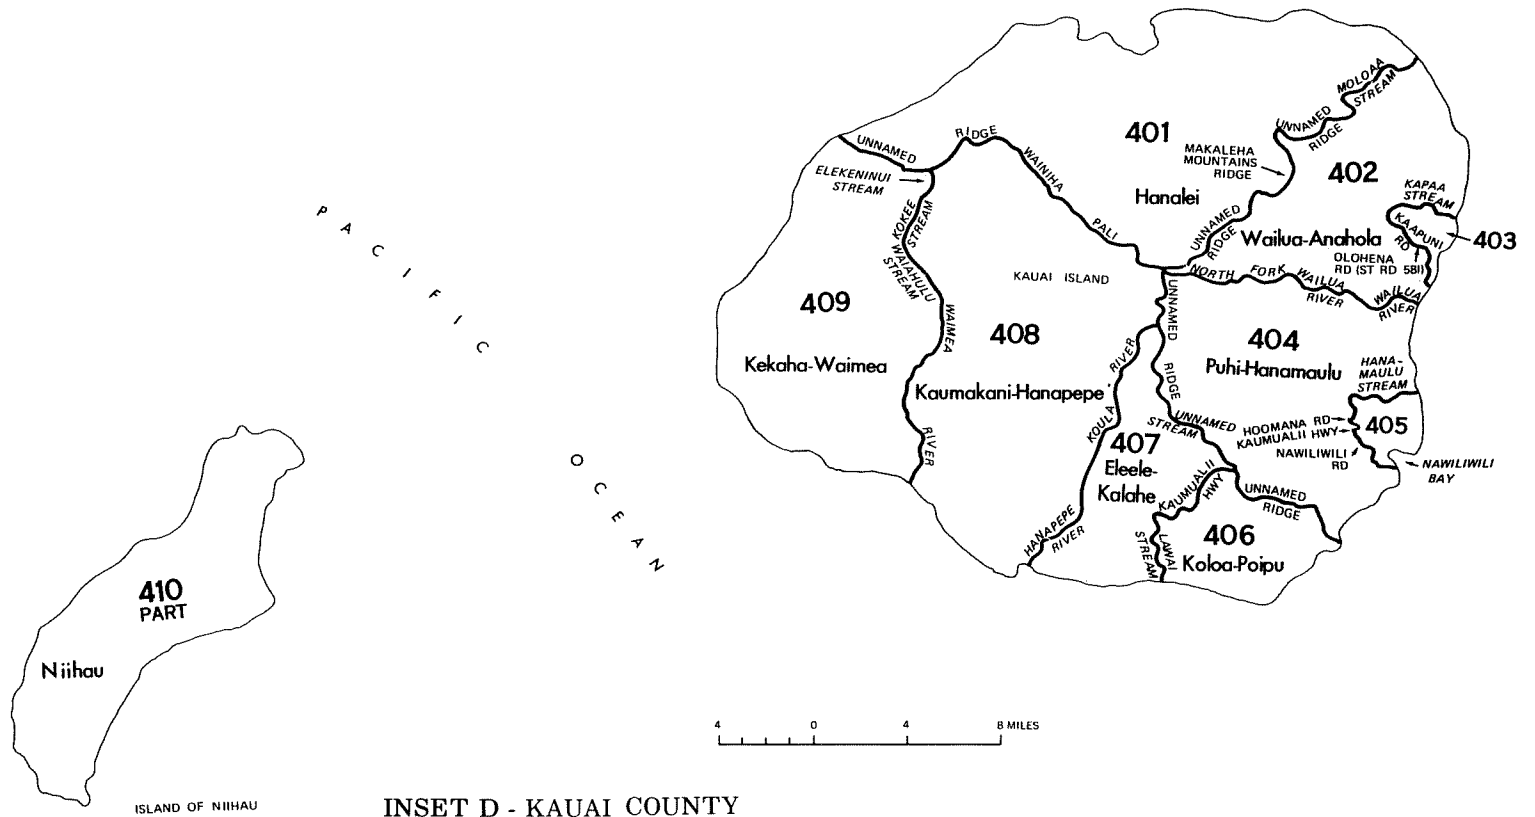 MOLOAA
STREAM
UNNAMED
RIDGE
401
UNNAMED
RIDGE
WAINIHA
PALI
MAKALEHA
MOUNTAINS
RIDGE
402
ELEKENINUI
STREAM
Hanalei
KAPAA
STREAM
KOKEE
STREAM
UNNAMED
RIDGE
Wailua-Anahola
KAAPUNI
RD
403
OLOHENA
RD (ST RD 581)
PACIFIC
WAIAHULU
STREAM
KAUAI ISLAND
NORTH FORK WAILUA
RIVER
WAILUA
RIVER
409
Kekaha-Waimea
WAIMEA
RIVER
408
Kaumakani-Hanapepe
UNNAMED
RIDGE
404
Puhi-Hanamaulu
HANA-
MAULU
STREAM
KOULA
RIVER
UNNAMED
STREAM
HOOMANA RD
KAUMUALII HWY
405
NAWILIWILI
RD
NAWILIWILI
BAY
407
Eleele-
Kalahe
KAUMUALII
HWY
UNNAMED
RIDGE
OCEAN
HANAPEPE
RIVER
LAWAI
STREAM
406
Koloa-Poipu
410
PART
Niihau
4 0 4 8 MILES
ISLAND OF NIIHAU
INSET D - KAUAI COUNTY